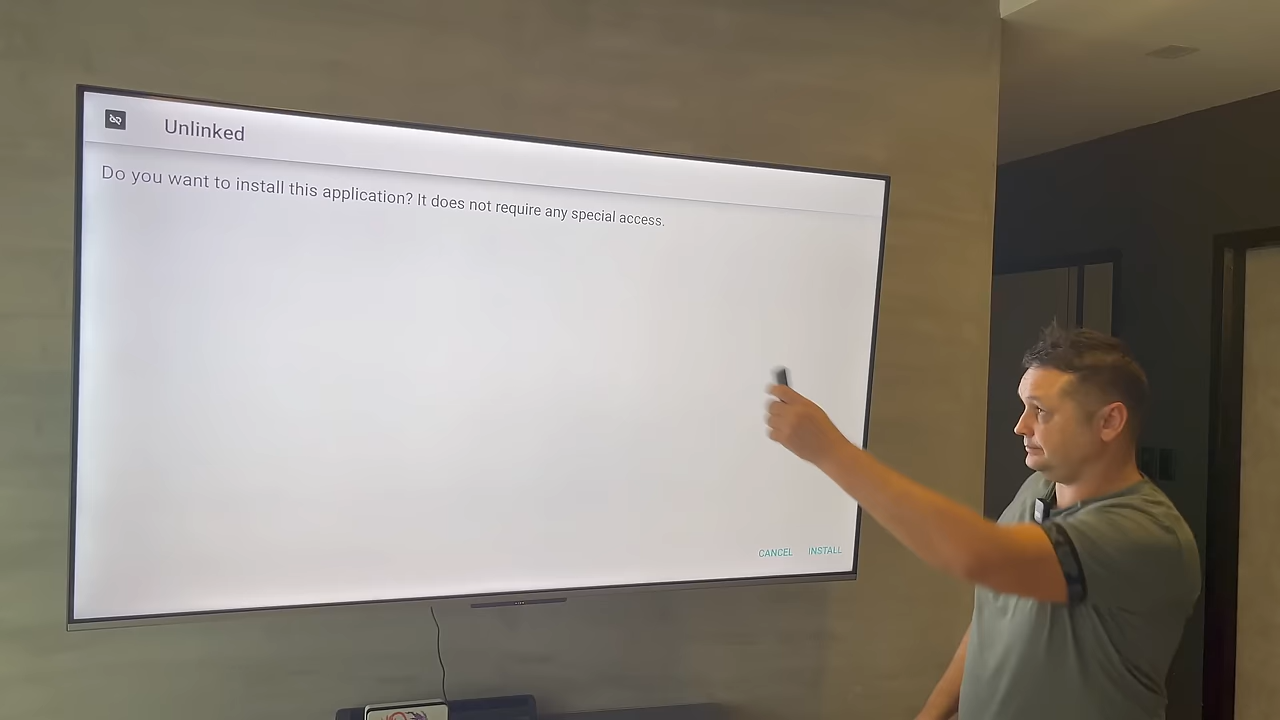 Unlinked
Do you want to install this application? It does not require any special access.
CANCEL INSTALL